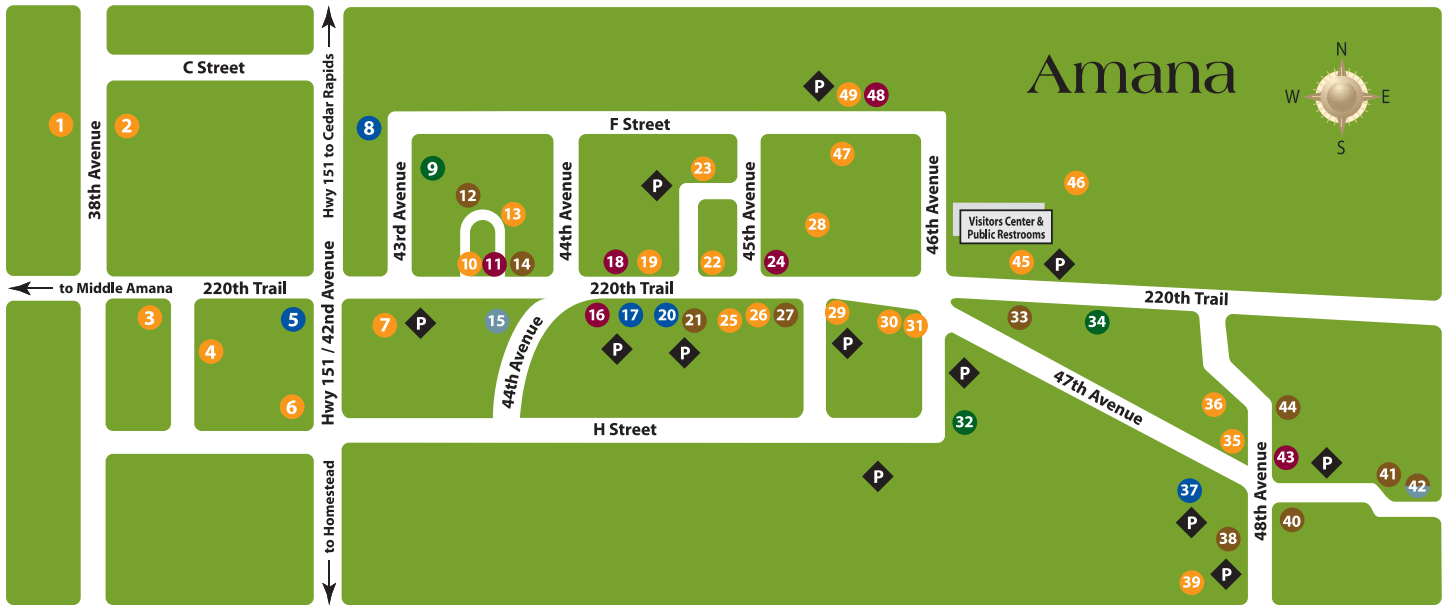 Amana
N
W
E
S
C Street
Hwy 151 to Cedar Rapids
P
49
48
1
2
8
F Street
38th Avenue
43rd Avenue
9
12
13
10
11
14
44th Avenue
P
23
18
19
22
45th Avenue
47
28
24
46th Avenue
46
Visitors Center &
Public Restrooms
45
P
to Middle Amana
220th Trail
Hwy 151 / 42nd Avenue
220th Trail
220th Trail
3
5
4
6
7
P
15
44th Avenue
16
17
20
21
25
26
27
P
P
29
30
31
P
33
34
P
32
47th Avenue
36
35
44
43
P
41
42
H Street
P
37
P
38
39
P
48th Avenue
40
to Homestead